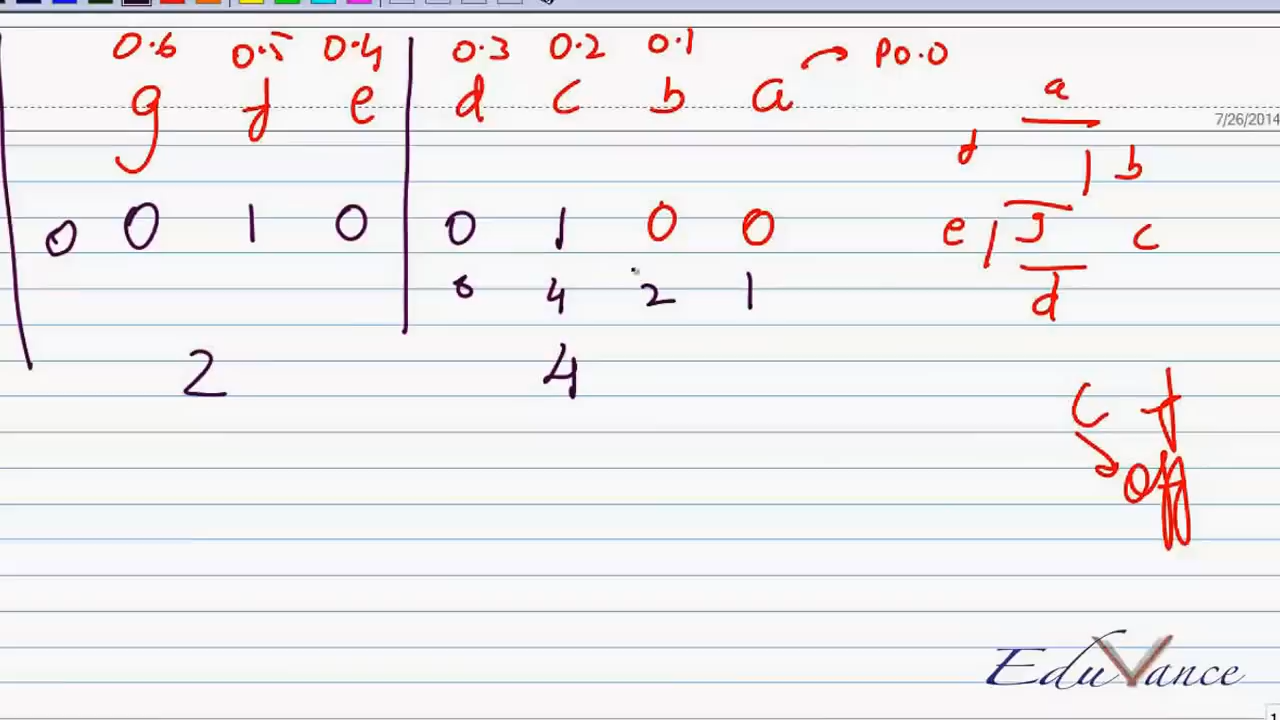 0.6 0.5 0.4 0.3 0.2 0.1 P0.0
g f e d c b a
a
7/26/2014
f b
0 0 1 0 0 1 0 0
e g c
8 4 2 1
d
2 4
c f
off
EduVance